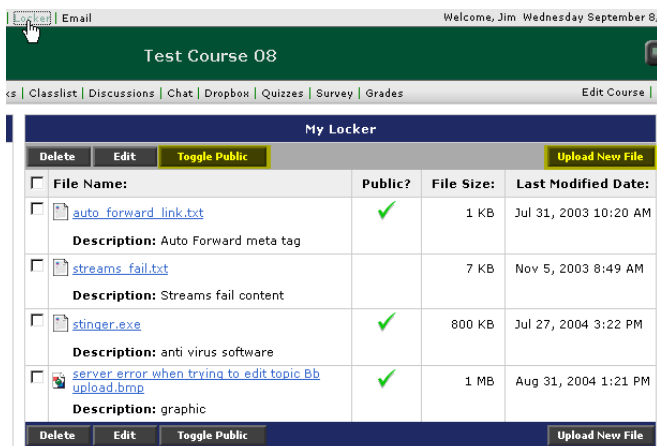 | Locker | Email
Welcome, Jim Wednesday September 8,
Test Course 08
ks | Classlist | Discussions | Chat | Dropbox | Quizzes | Survey | Grades
Edit Course |
My Locker
Delete Edit Toggle Public Upload New File
File Name: Public? File Size: Last Modified Date:
auto_forward_link.txt 1 KB Jul 31, 2003 10:20 AM
Description: Auto Forward meta tag
streams_fail.txt 7 KB Nov 5, 2003 8:49 AM
Description: Streams fail content
stinger.exe 800 KB Jul 27, 2004 3:22 PM
Description: anti virus software
server error when trying to edit topic Bb
upload.bmp 1 MB Aug 31, 2004 1:21 PM
Description: graphic
Delete Edit Toggle Public Upload New File